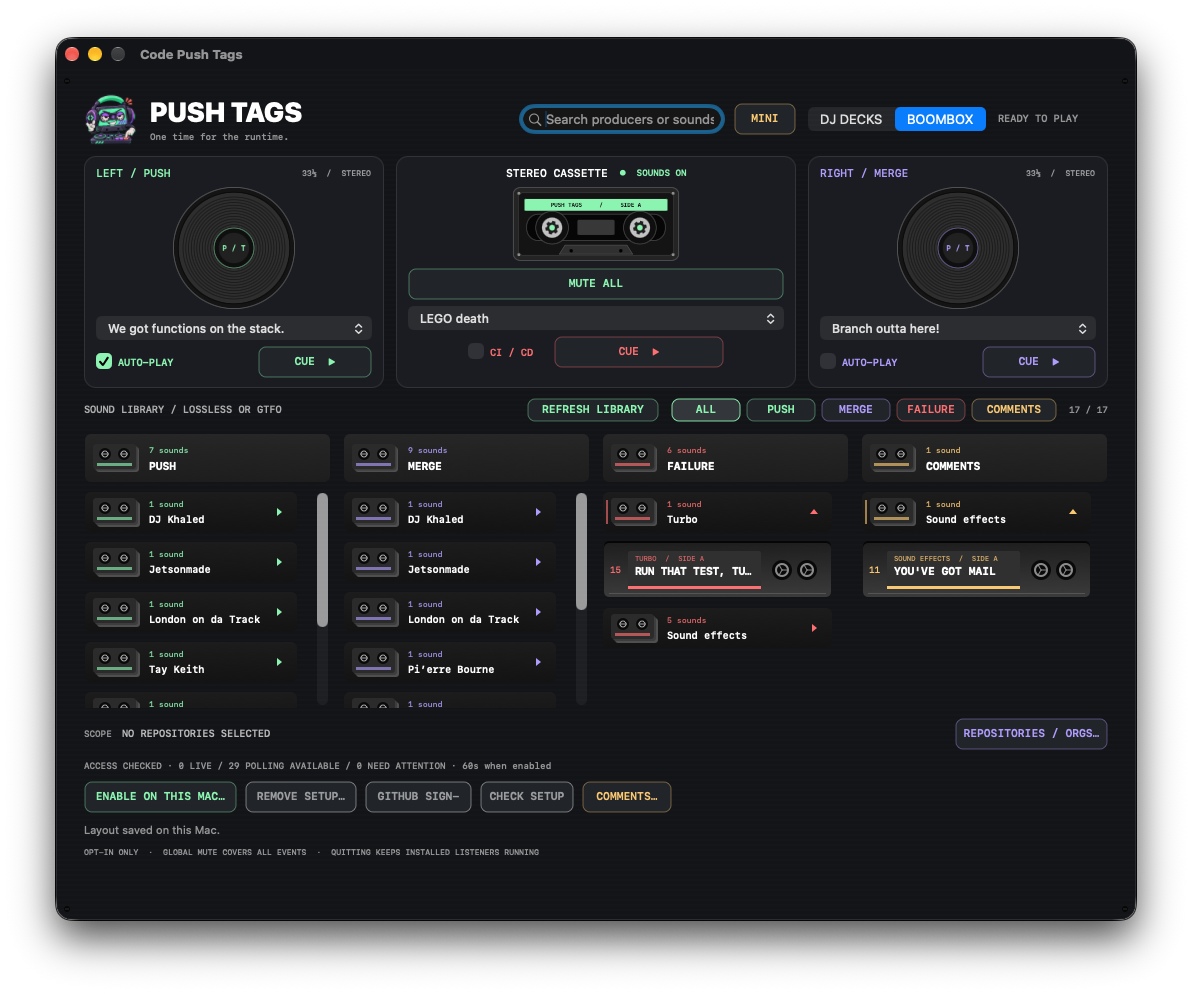 Code Push Tags
PUSH TAGS
One time for the runtime.
Search producers or sounds
MINI
DJ DECKS
BOOMBOX
READY TO PLAY
LEFT / PUSH
33⅓ / STEREO
P / T
We got functions on the stack.
AUTO-PLAY
CUE
STEREO CASSETTE
SOUNDS ON
PUSH TAGS / SIDE A
MUTE ALL
LEGO death
CI / CD
CUE
RIGHT / MERGE
33⅓ / STEREO
P / T
Branch outta here!
AUTO-PLAY
CUE
SOUND LIBRARY / LOSSLESS OR GTFO
REFRESH LIBRARY
ALL
PUSH
MERGE
FAILURE
COMMENTS
17 / 17
7 sounds
PUSH
1 sound
DJ Khaled
1 sound
Jetsonmade
1 sound
London on da Track
1 sound
Tay Keith
1 sound
9 sounds
MERGE
1 sound
DJ Khaled
1 sound
Jetsonmade
1 sound
London on da Track
1 sound
Pi'erre Bourne
1 sound
6 sounds
FAILURE
1 sound
Turbo
15
TURBO / SIDE A
RUN THAT TEST, TU…
5 sounds
Sound effects
1 sound
COMMENTS
1 sound
Sound effects
11
SOUND EFFECTS / SIDE A
YOU'VE GOT MAIL
SCOPE NO REPOSITORIES SELECTED
REPOSITORIES / ORGS…
ACCESS CHECKED · 0 LIVE / 29 POLLING AVAILABLE / 0 NEED ATTENTION · 60s when enabled
ENABLE ON THIS MAC…
REMOVE SETUP…
GITHUB SIGN-
CHECK SETUP
COMMENTS…
Layout saved on this Mac.
OPT-IN ONLY · GLOBAL MUTE COVERS ALL EVENTS · QUITTING KEEPS INSTALLED LISTENERS RUNNING